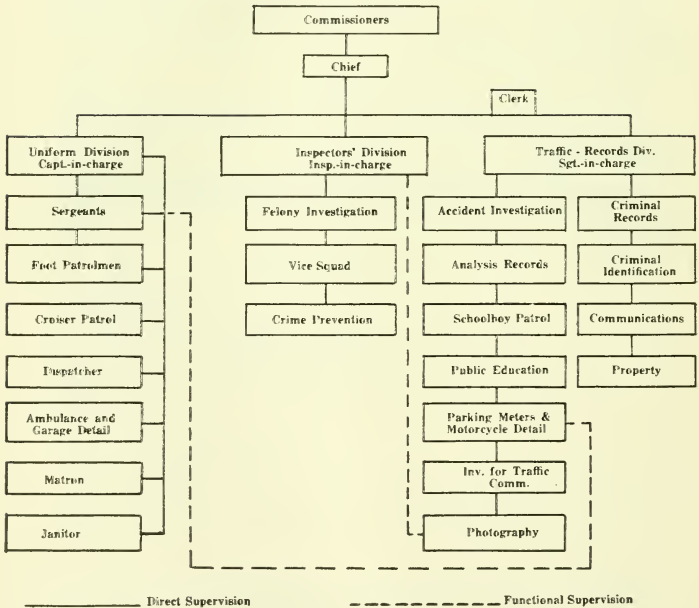 Commissioners
Chief
Clerk
Uniform Division
Capt.-in-charge
Sergeants
Foot Patrolmen
Cruiser Patrol
Dispatcher
Ambulance and
Garage Detail
Matron
Janitor
Inspectors' Division
Insp.-in-charge
Felony Investigation
Vice Squad
Crime Prevention
Traffic - Records Div.
Sgt.-in-charge
Accident Investigation
Analysis Records
Schoolboy Patrol
Public Education
Parking Meters &
Motorcycle Detail
Inv. for Traffic
Comm.
Photography
Criminal
Records
Criminal
Identification
Communications
Property
Direct Supervision
Functional Supervision